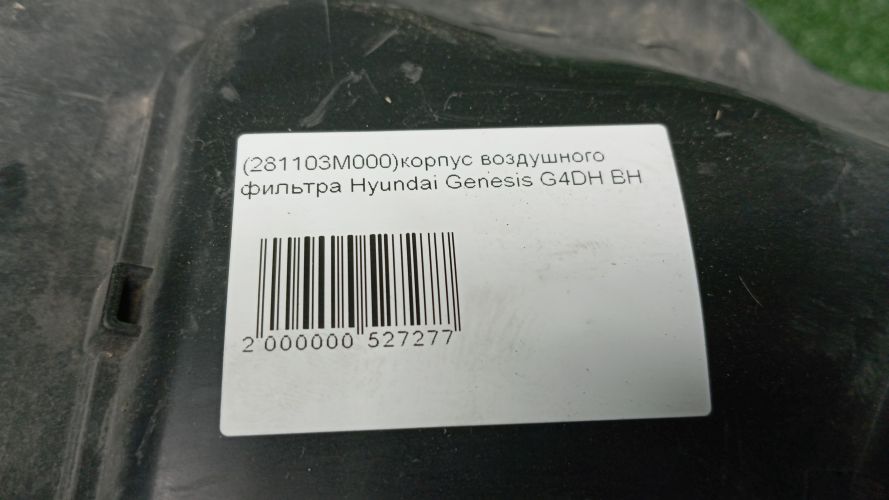 (281103M000)корпус воздушного
фильтра Hyundai Genesis G4DH BH
2 000000 527277